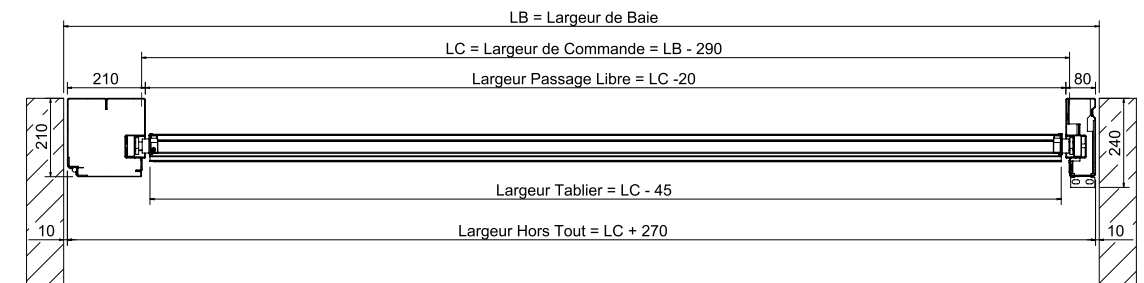 LB = Largeur de Baie
LC = Largeur de Commande = LB - 290
210
Largeur Passage Libre = LC -20
80
210
240
Largeur Tablier = LC - 45
10
Largeur Hors Tout = LC + 270
10